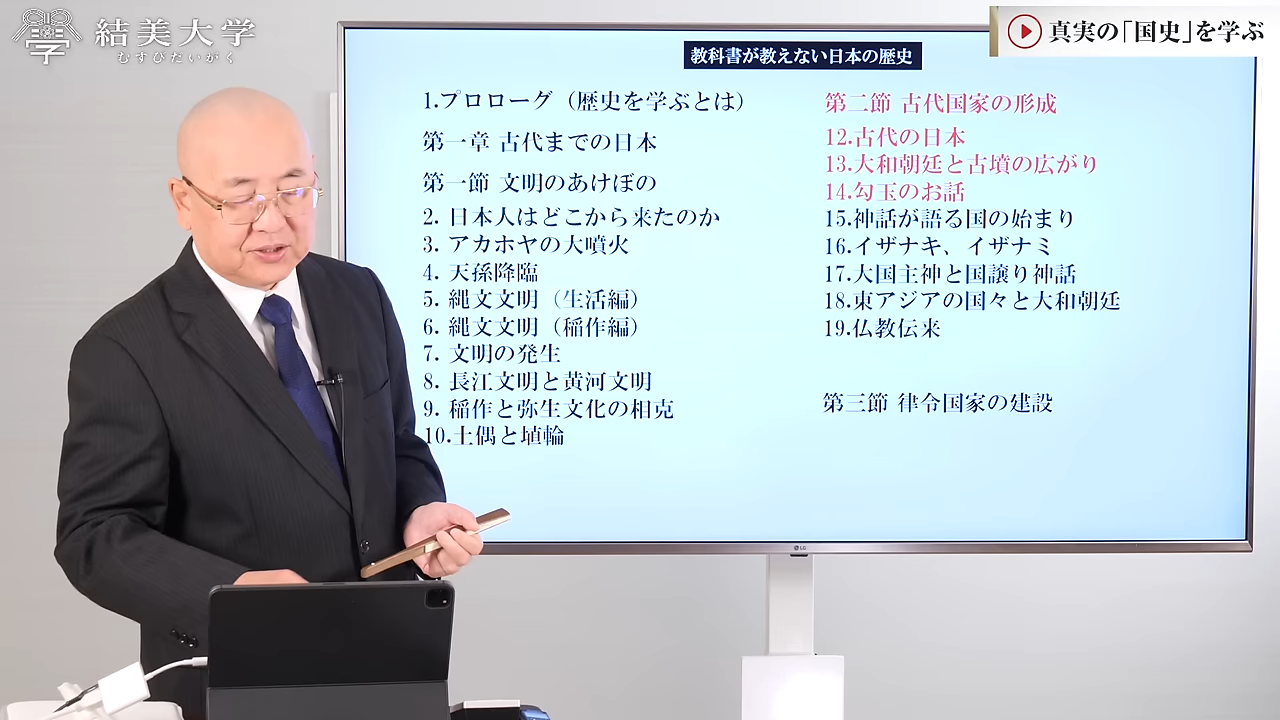 結美大学
むすびたいがく
真実の「国史」を学ぶ
教科書が教えない日本の歴史
1.プロローグ（歴史を学ぶとは）
第一章 古代までの日本
第一節 文明のあけぼの
2. 日本人はどこから来たのか
3. アカホヤの大噴火
4. 天孫降臨
5. 縄文文明（生活編）
6. 縄文文明（稲作編）
7. 文明の発生
8. 長江文明と黄河文明
9. 稲作と弥生文化の相克
10.土偶と埴輪
第二節 古代国家の形成
12.古代の日本
13.大和朝廷と古墳の広がり
14.勾玉のお話
15.神話が語る国の始まり
16.イザナキ、イザナミ
17.大国主神と国譲り神話
18.東アジアの国々と大和朝廷
19.仏教伝来
第三節 律令国家の建設
LG